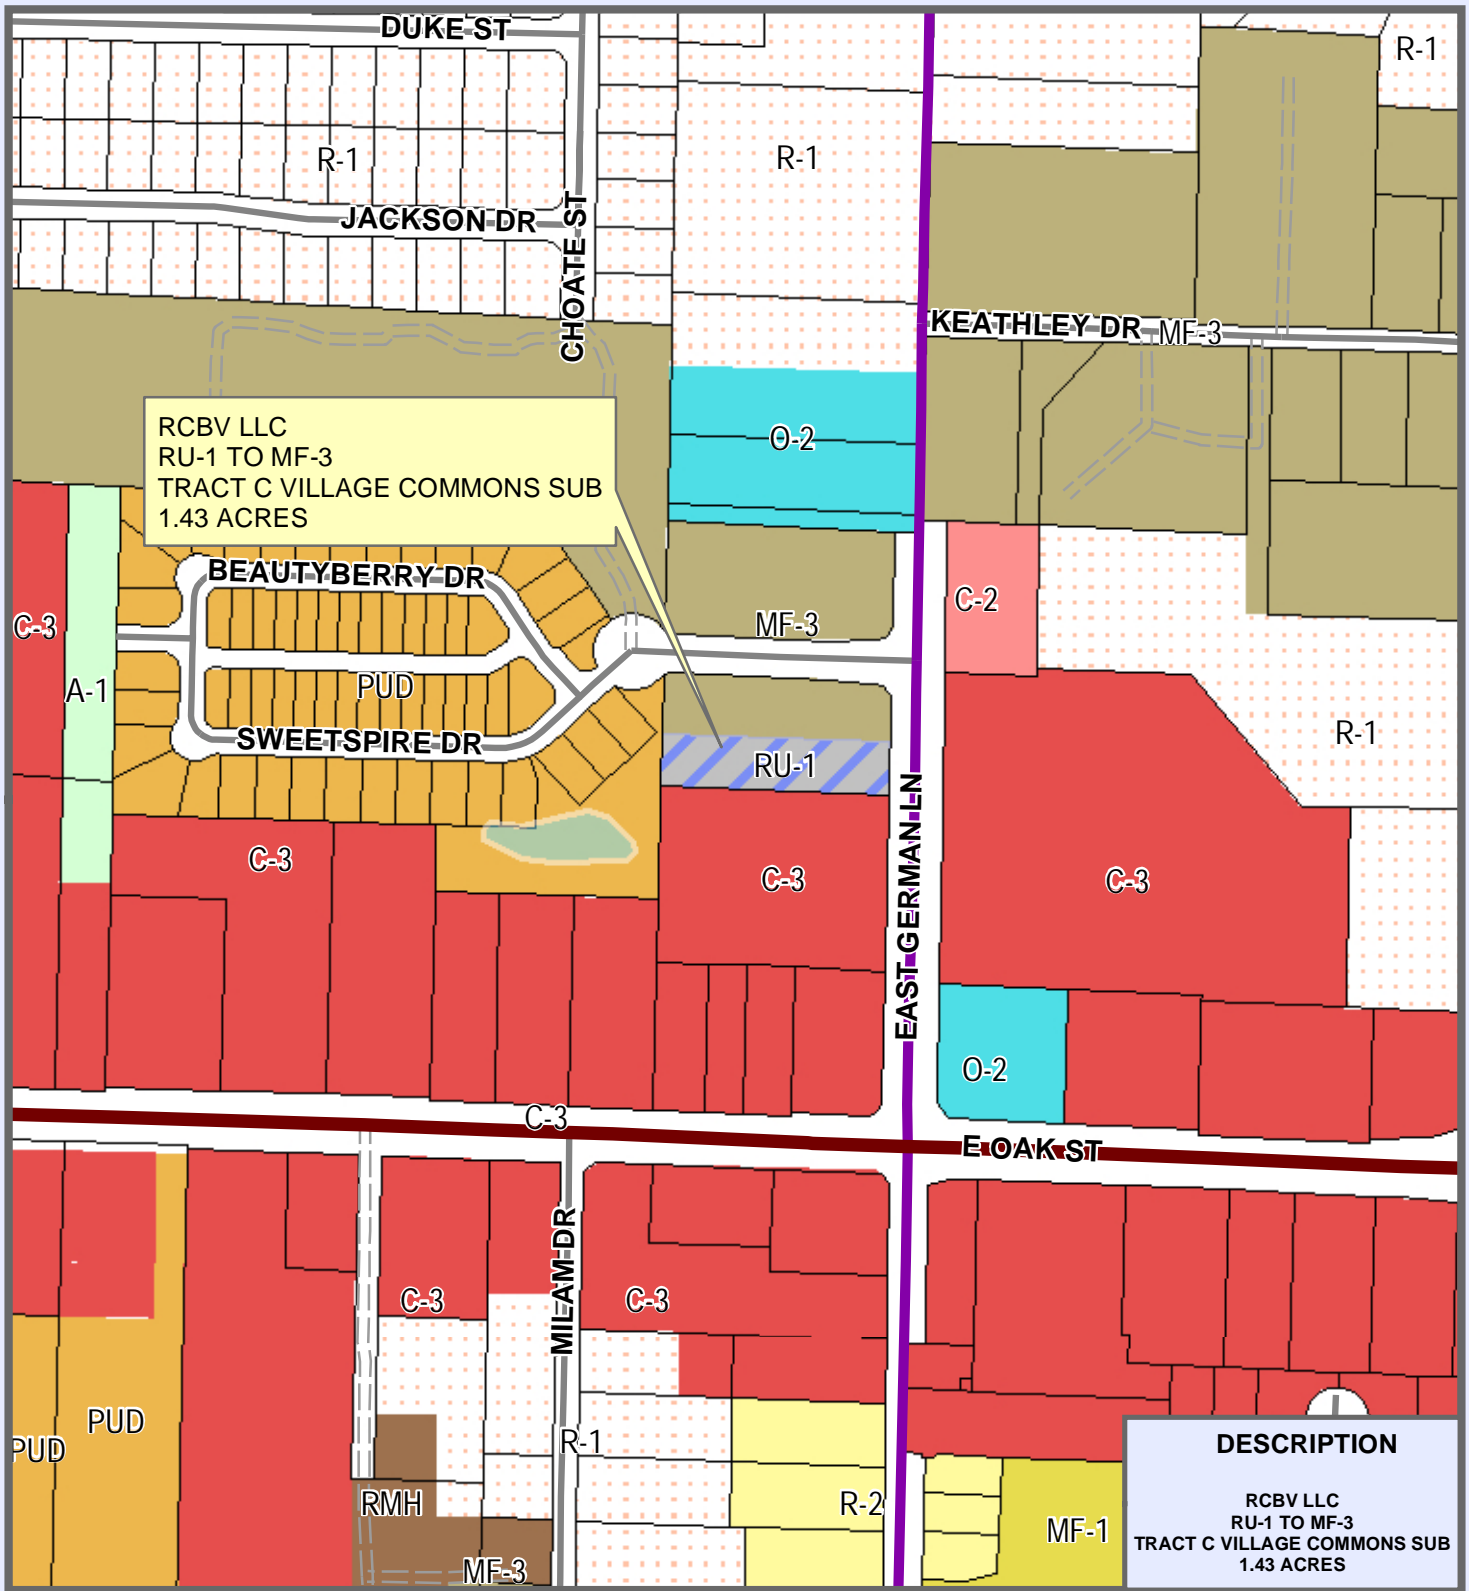 DUKE ST
R-1
R-1
R-1
JACKSON DR
CHOATE ST
KEATHLEY DR
MF-3
RCBV LLC
RU-1 TO MF-3
TRACT C VILLAGE COMMONS SUB
1.43 ACRES
O-2
BEAUTYBERRY DR
C-2
C-3
MF-3
A-1
PUD
SWEETSPIRE DR
RU-1
R-1
EAST GERMAN LN
C-3
C-3
C-3
O-2
C-3
E OAK ST
MILAM DR
C-3
C-3
PUD
PUD
R-1
RMH
R-2
MF-1
MF-3
DESCRIPTION
RCBV LLC
RU-1 TO MF-3
TRACT C VILLAGE COMMONS SUB
1.43 ACRES